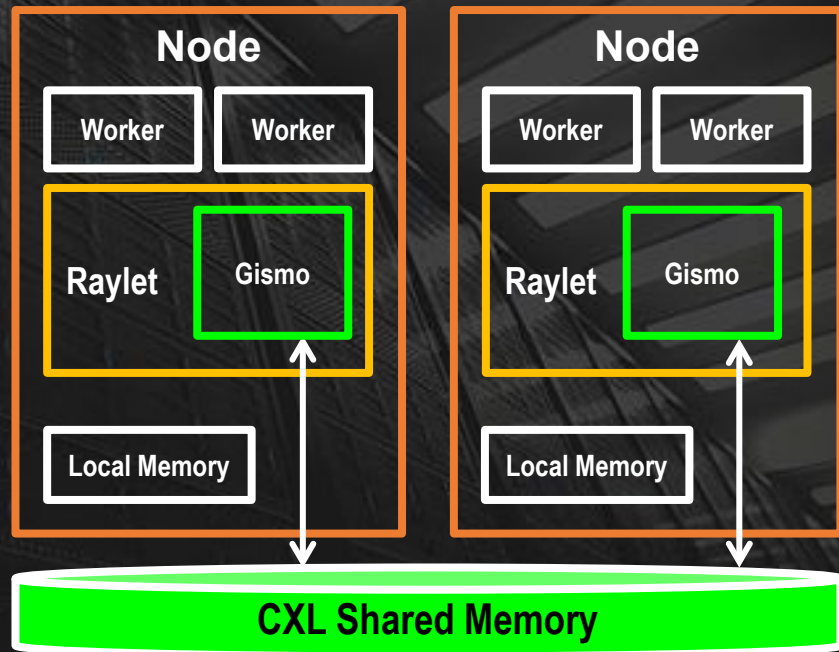 Node
Worker Worker
Raylet Gismo
Local Memory
Node
Worker Worker
Raylet Gismo
Local Memory
CXL Shared Memory